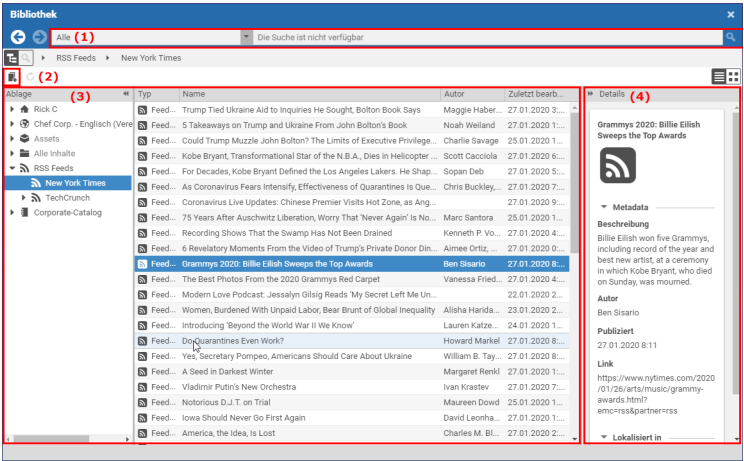 Bibliothek
Alle (1) Die Suche ist nicht verfügbar
RSS Feeds New York Times
(2)
Ablage (3) Typ Name Autor Zuletzt bearb... Details (4)
Rick C Feed... Trump Tied Ukraine Aid to Inquiries He Sought, Bolton Book Says Maggie Haber... 27.01.2020 3:...
Chef Corp. - Englisch (Vere Feed... 5 Takeaways on Trump and Ukraine From John Bolton's Book Noah Weiland 27.01.2020 1:...
Assets Feed... Could Trump Muzzle John Bolton? The Limits of Executive Privilege... Charlie Savage 25.01.2020 1...
Alle Inhalte Feed... Kobe Bryant, Transformational Star of the N.B.A., Dies in Helicopter ... Scott Cacciola 27.01.2020 6:...
RSS Feeds Feed... For Decades, Kobe Bryant Defined the Los Angeles Lakers. He Shap... Sopan Deb 27.01.2020 5:...
New York Times Feed... As Coronavirus Fears Intensify, Effectiveness of Quarantines Is Que... Chris Buckley,... 27.01.2020 7:...
TechCrunch Feed... Coronavirus Live Updates: Chinese Premier Visits Hot Zone, as Ang... 27.01.2020 9:...
Corporate-Catalog Feed... 75 Years After Auschwitz Liberation, Worry That 'Never Again' Is No... Marc Santora 25.01.2020 1...
Feed... Recording Shows That the Swamp Has Not Been Drained Kenneth P. Vo... 27.01.2020 4:...
Feed... 6 Revelatory Moments From the Video of Trump's Private Donor Din... Aimee Ortiz, ... 27.01.2020 0:...
Feed... Grammys 2020: Billie Eilish Sweeps the Top Awards Ben Sisario 27.01.2020 8:...
Feed... The Best Photos From the 2020 Grammys Red Carpet Vanessa Fried... 27.01.2020 4:...
Feed... Modern Love Podcast: Jessalyn Gilsig Reads 'My Secret Left Me Un... 22.01.2020 2...
Feed... Women, Burdened With Unpaid Labor, Bear Brunt of Global Inequality Alisha Harida... 23.01.2020 2...
Feed... Introducing 'Beyond the World War II We Know' Lauren Katze... 24.01.2020 1...
Feed... Do Quarantines Even Work? Howard Markel 27.01.2020 8:...
Feed... Yes, Secretary Pompeo, Americans Should Care About Ukraine William B. Tay... 27.01.2020 8:...
Feed... A Seed in Darkest Winter Margaret Renkl 27.01.2020 1:...
Feed... Vladimir Putin's New Orchestra Ivan Krastev 27.01.2020 7:...
Feed... Notorious D.J.T. on Trial Maureen Dowd 25.01.2020 1...
Feed... Iowa Should Never Go First Again David Leonha... 27.01.2020 1:...
Feed... America, the Idea, Is Lost Charles M. Bl... 27.01.2020 2:...
Grammys 2020: Billie Eilish
Sweeps the Top Awards
Metadata
Beschreibung
Billie Eilish won five Grammys,
including record of the year and
best new artist, at a ceremony
in which Kobe Bryant, who died
on Sunday, was mourned.
Autor
Ben Sisario
Publiziert
27.01.2020 8:11
Link
https://www.nytimes.com/2020
/01/26/arts/music/grammy-
awards.html?
emc=rss&partner=rss
Lokalisiert in